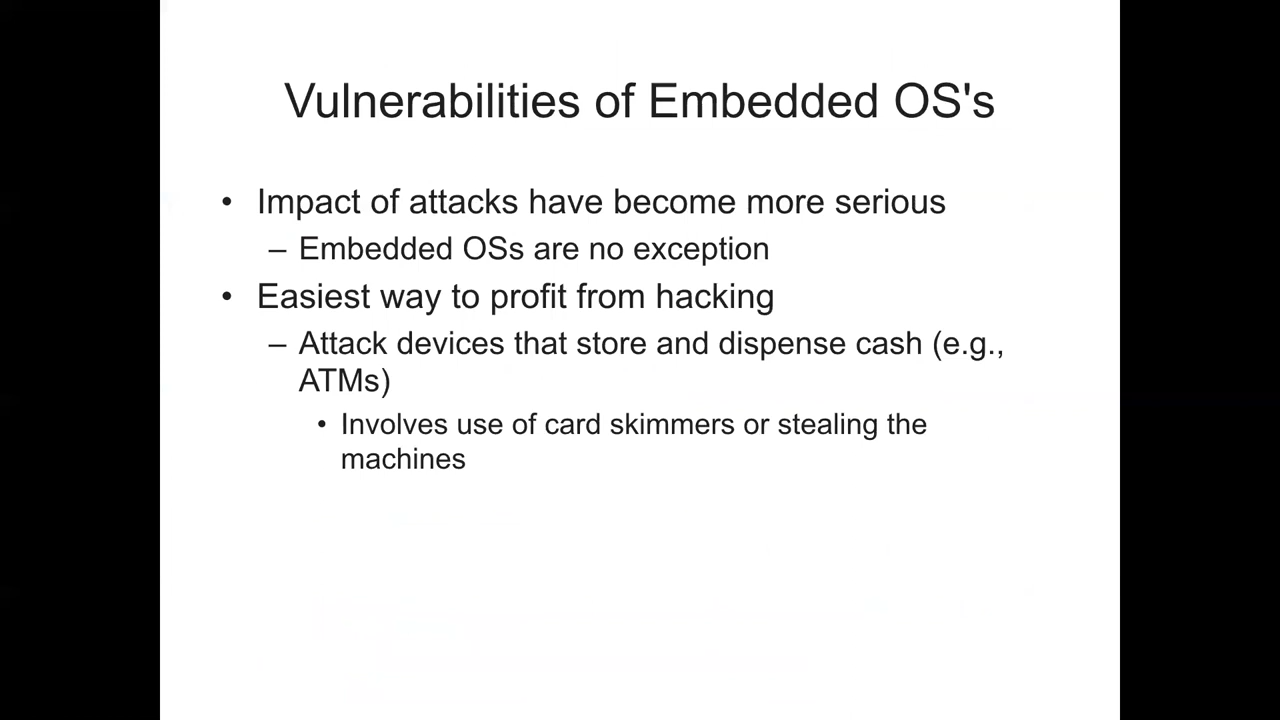 Vulnerabilities of Embedded OS's
• Impact of attacks have become more serious
– Embedded OSs are no exception
• Easiest way to profit from hacking
– Attack devices that store and dispense cash (e.g.,
ATMs)
• Involves use of card skimmers or stealing the
machines